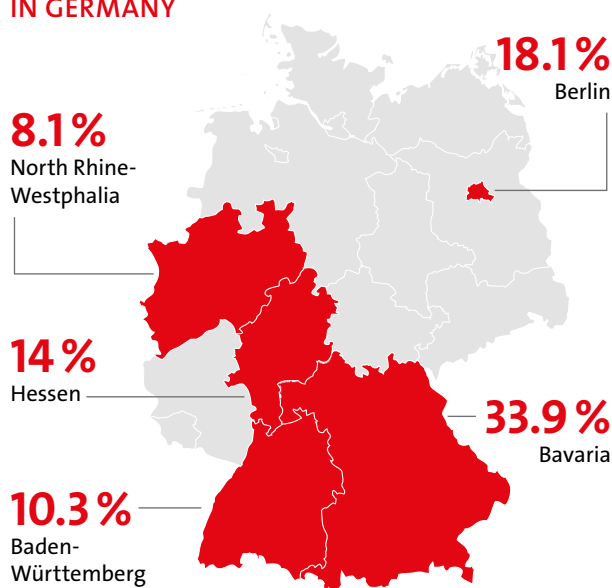 IN GERMANY
18.1 %
Berlin
8.1 %
North Rhine-
Westphalia
14 %
Hessen
33.9 %
Bavaria
10.3 %
Baden-
Württemberg